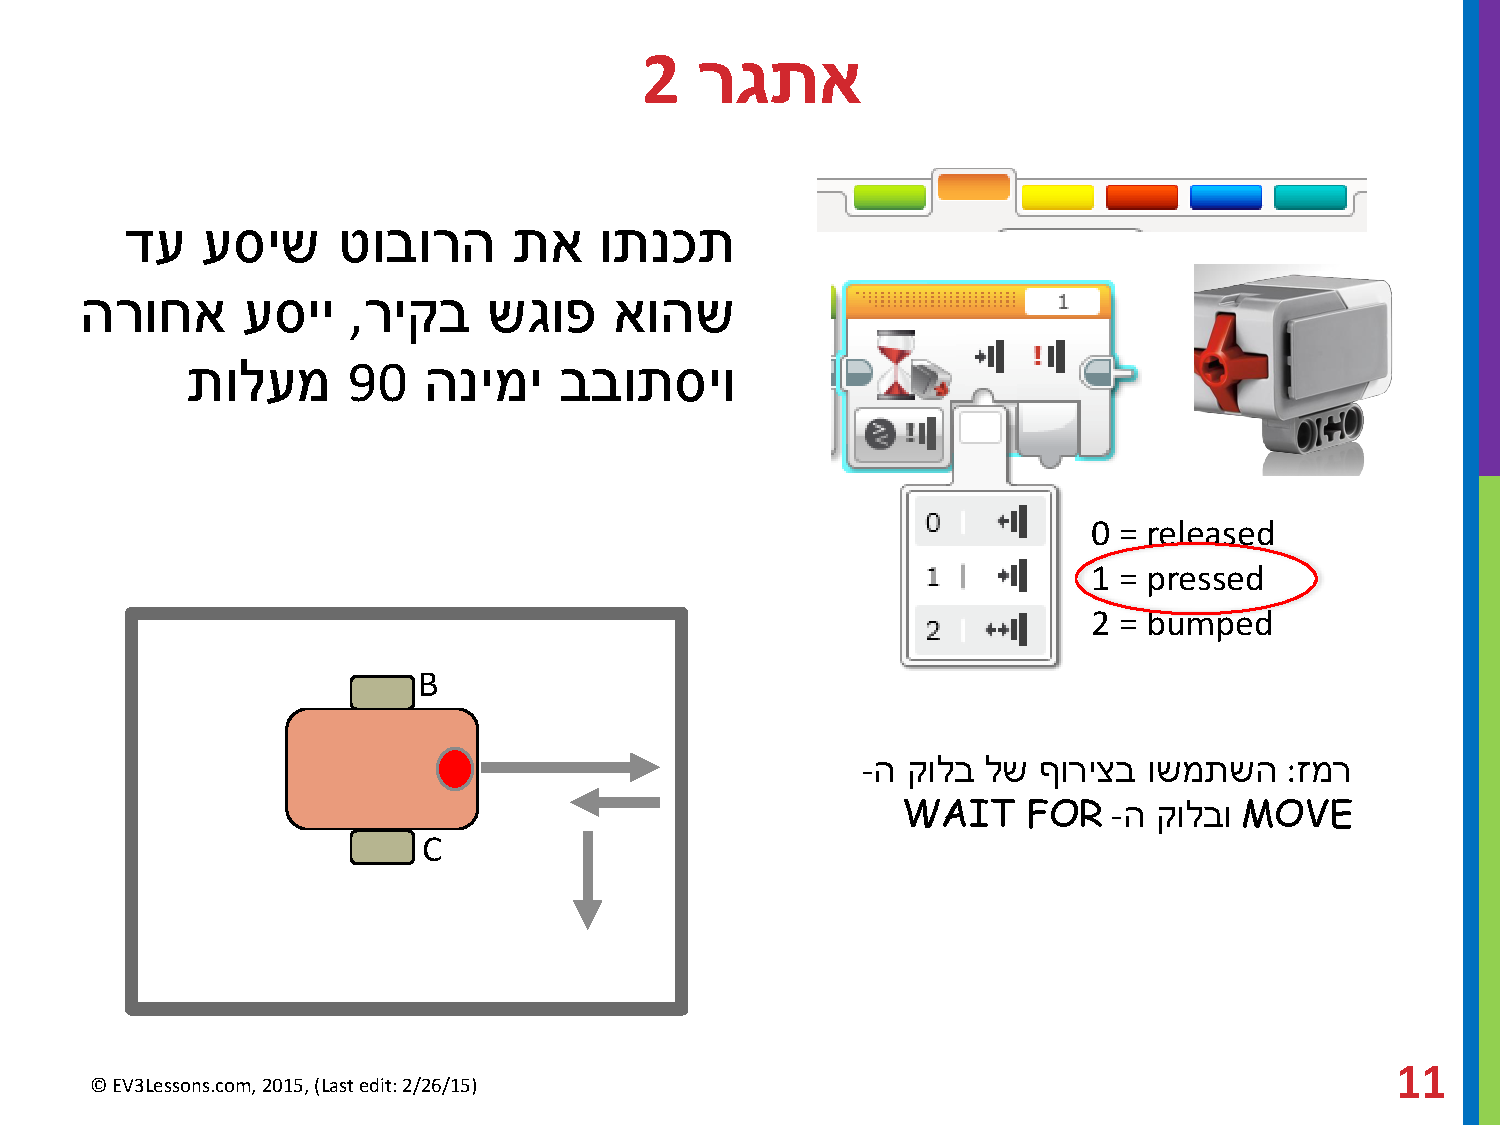 אתגר 2
תכנתו את הרובוט שיסע עד
שהוא פוגש בקיר, ייסע אחורה
ויסתובב ימינה 90 מעלות
1
0
1
2
0 = released
1 = pressed
2 = bumped
B
C
רמז: השתמשו בצירוף של בלוק ה-
MOVE ובלוק ה- WAIT FOR
© EV3Lessons.com, 2015, (Last edit: 2/26/15)
11